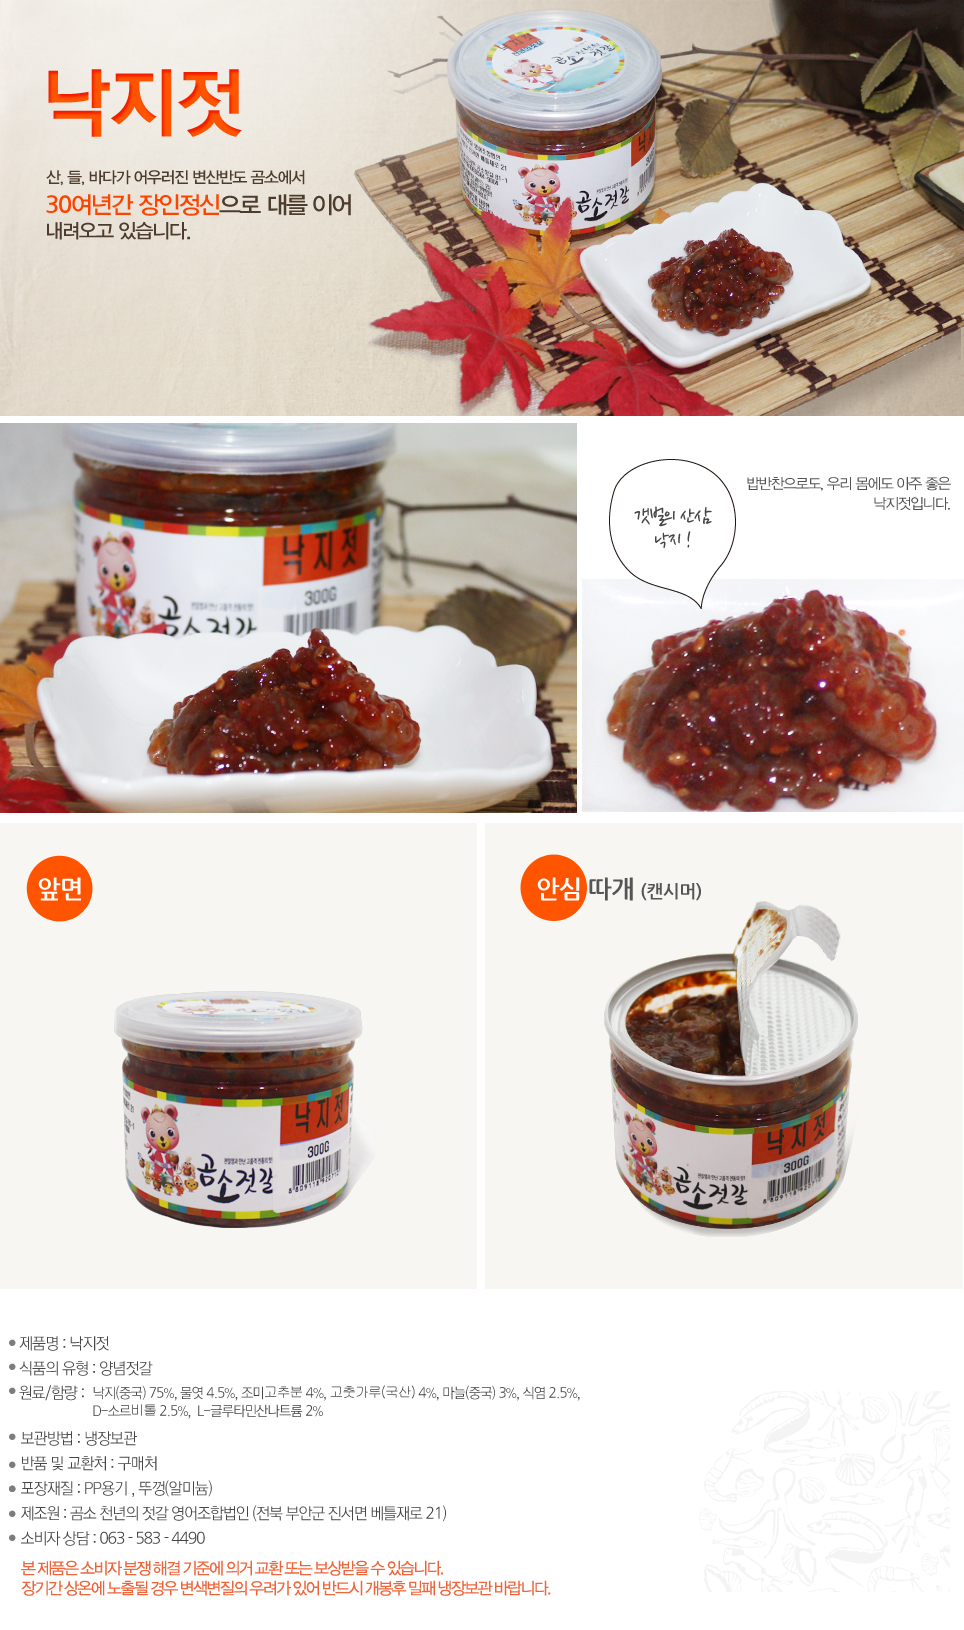 낙지젓
산, 들, 바다가 어우러진 변산반도 곰소에서
30여년간 장인정신으로 대를 이어
내려오고 있습니다.
낙지젓
300G
곰소젓갈
낙지젓
300G
곰소젓갈
갯벌의 산삼
낙지!
밥반찬으로도, 우리 몸에도 아주 좋은
낙지젓입니다.
앞면
낙지젓
300G
곰소젓갈
안심따개 (캔시머)
낙지젓
300G
곰소젓갈
제품명 : 낙지젓
식품의 유형 : 양념젓갈
원료/함량 : 낙지(중국) 75%, 물엿 4.5%, 조미고추분 4%, 고춧가루(국산) 4%, 마늘(중국) 3%, 식염 2.5%,
D-소르비톨 2.5%, L-글루타민산나트륨 2%
보관방법 : 냉장보관
반품 및 교환처 : 구매처
포장재질 : PP용기 , 뚜껑(알미늄)
제조원 : 곰소 천년의 젓갈 영어조합법인 (전북 부안군 진서면 베틀재로 21)
소비자 상담 : 063 - 583 - 4490
본 제품은 소비자 분쟁 해결 기준에 의거 교환 또는 보상받을 수 있습니다.
장기간 상온에 노출될 경우 변색변질의 우려가 있어 반드시 개봉후 밀패 냉장보관 바랍니다.